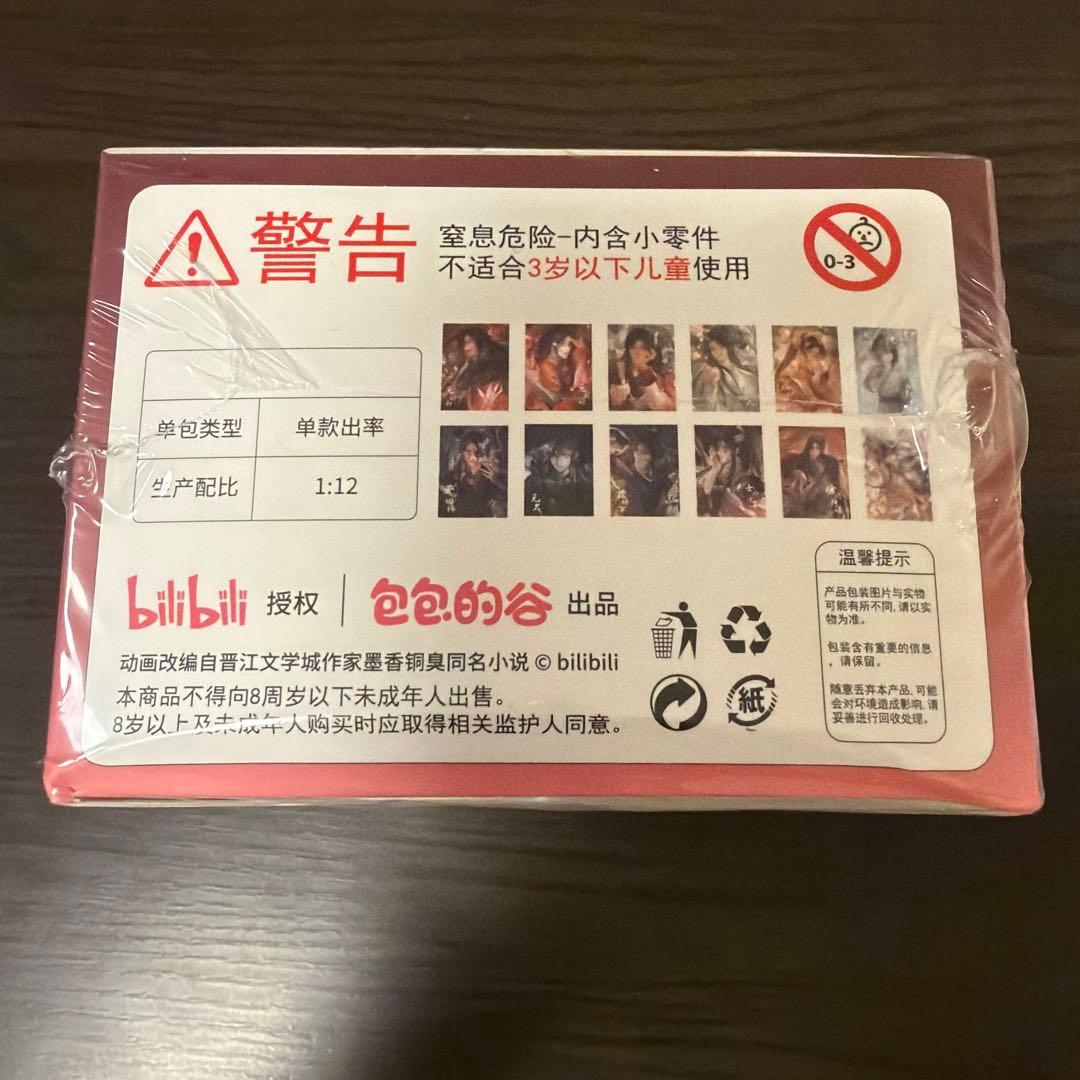 警告
窒息危险-内含小零件
不适合3岁以下儿童使用
0-3
单包类型 单款出率
生产配比 1:12
bilibili 授权 包包的谷 出品
动画改编自晋江文学城作家墨香铜臭同名小说 © bilibili
本商品不得向8周岁以下未成年人出售。
8岁以上及未成年人购买时应取得相关监护人同意。
紙
温馨提示
产品包装图片与实物
可能有所不同,请以实
物为准。
包装含有重要的信息
，请保留。
随意丢弃本产品,可能
会对环境造成影响,请
妥善进行回收处理。